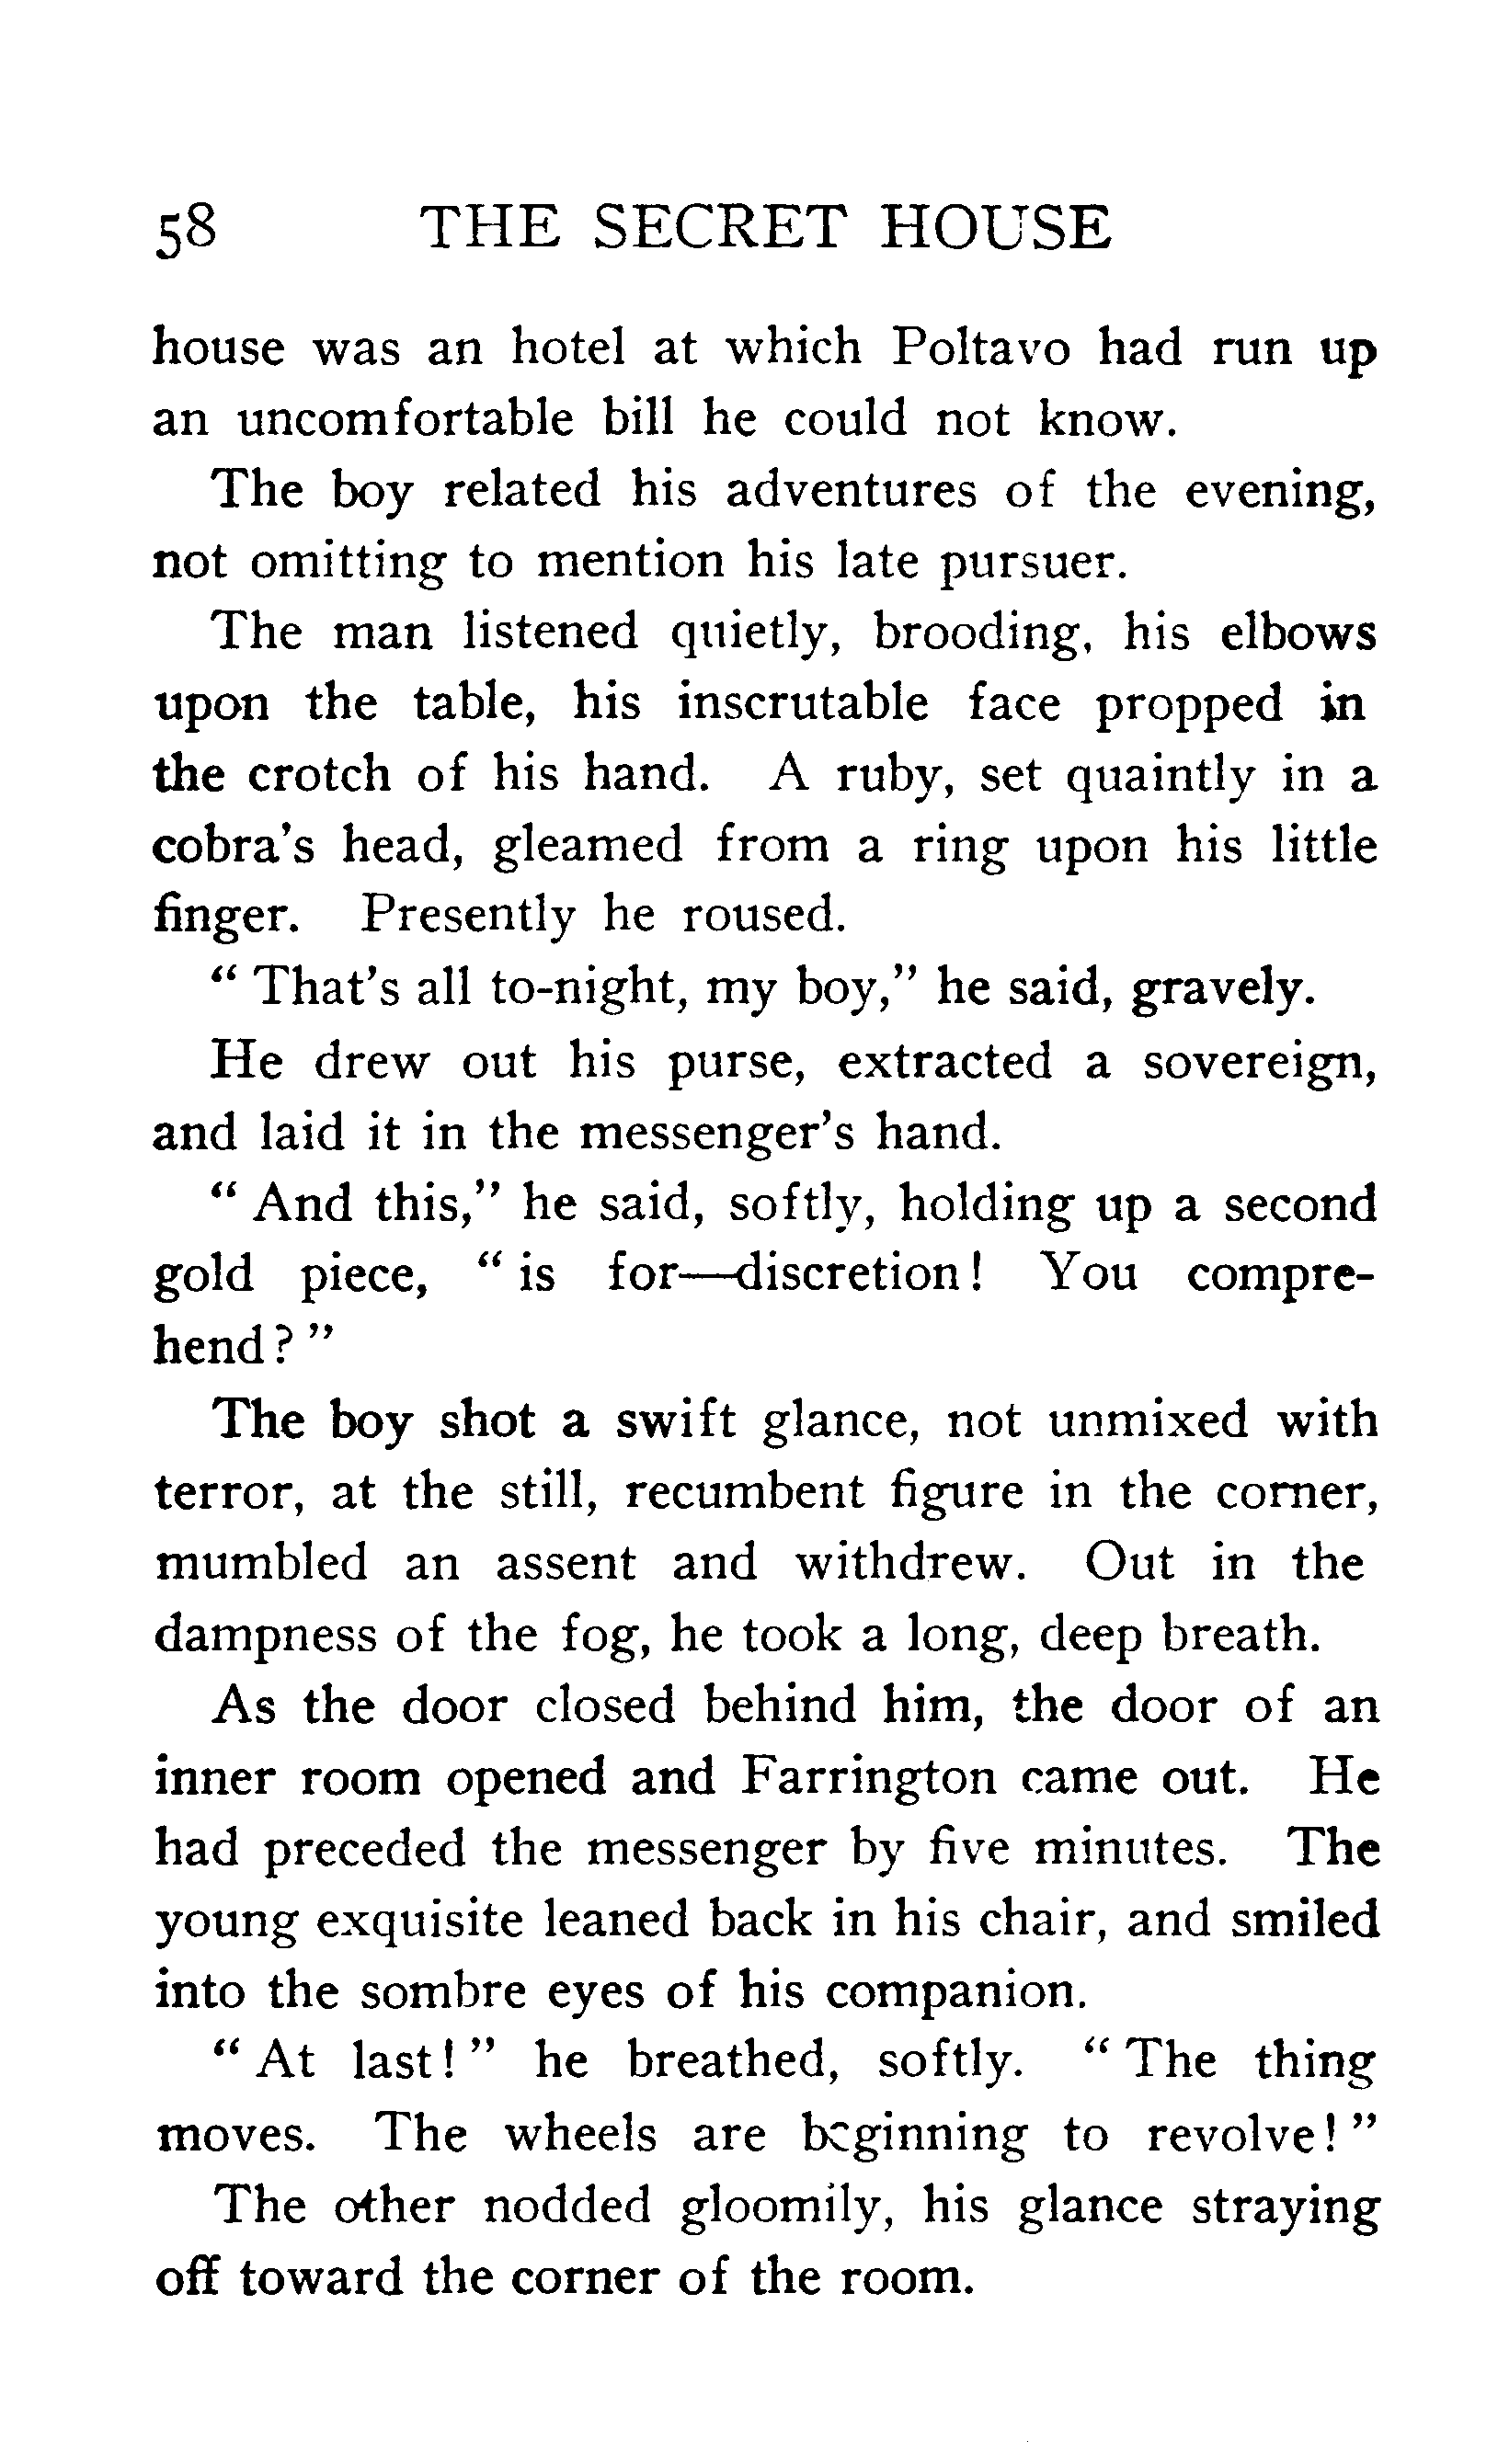 58 THE SECRET HOUSE
house was an hotel at which Poltavo had run up
an uncomfortable bill he could not know.
The boy related his adventures of the evening,
not omitting to mention his late pursuer.
The man listened quietly, brooding, his elbows
upon the table, his inscrutable face propped in
the crotch of his hand. A ruby, set quaintly in a
cobra's head, gleamed from a ring upon his little
finger. Presently he roused.
" That's all to-night, my boy," he said, gravely.
He drew out his purse, extracted a sovereign,
and laid it in the messenger's hand.
" And this," he said, softly, holding up a second
gold piece, " is for—discretion! You compre-
hend? "
The boy shot a swift glance, not unmixed with
terror, at the still, recumbent figure in the corner,
mumbled an assent and withdrew. Out in the
dampness of the fog, he took a long, deep breath.
As the door closed behind him, the door of an
inner room opened and Farrington came out. He
had preceded the messenger by five minutes. The
young exquisite leaned back in his chair, and smiled
into the sombre eyes of his companion.
" At last! " he breathed, softly. " The thing
moves. The wheels are beginning to revolve! "
The other nodded gloomily, his glance straying
off toward the corner of the room.